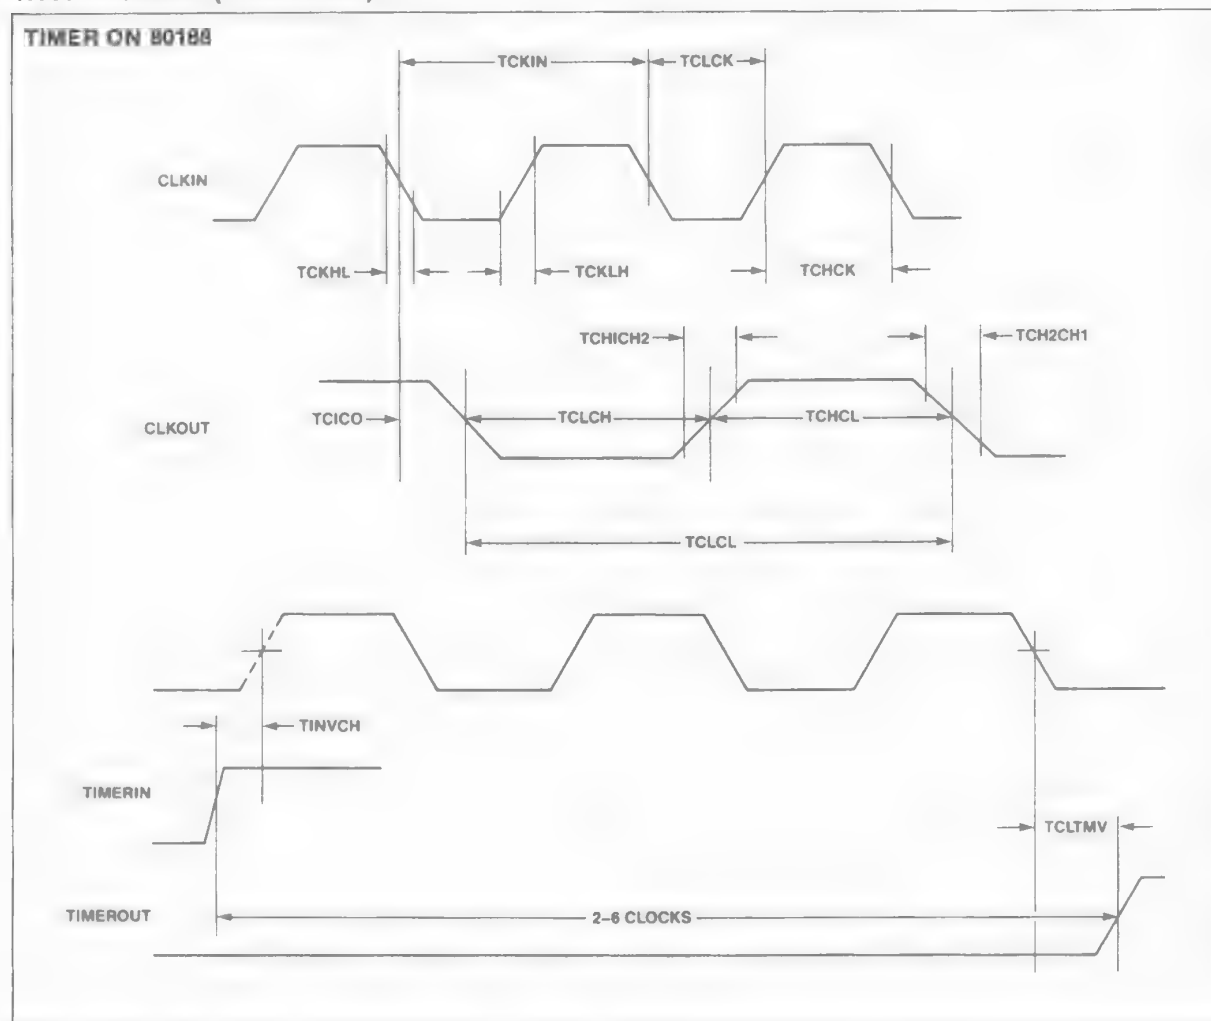 TIMER ON 80188
TCKIN
TCLCK
CLKIN
TCKHL
TCKLH
TCHCK
TCHICH2
TCH2CH1
CLKOUT
TCICO
TCLCH
TCHCL
TCLCL
TINVCH
TIMERIN
TCLTMV
TIMEROUT
2–6 CLOCKS